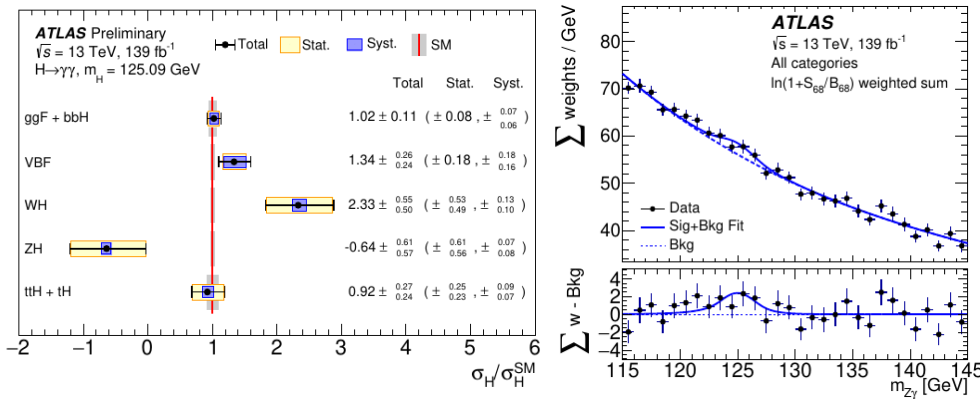 ATLAS Preliminary
√s = 13 TeV, 139 fb⁻¹
H→γγ, m_H = 125.09 GeV
Total Stat. Syst. SM
Total Stat. Syst.
ggF + bbH 1.02 ± 0.11 ( ± 0.08 , ± 0.07 0.06 )
VBF 1.34 ± 0.26 0.24 ( ± 0.18 , ± 0.18 0.16 )
WH 2.33 ± 0.55 0.50 ( ± 0.53 0.49 , ± 0.13 0.10 )
ZH -0.64 ± 0.61 0.57 ( ± 0.61 0.56 , ± 0.07 0.08 )
ttH + tH 0.92 ± 0.27 0.24 ( ± 0.25 0.23 , ± 0.09 0.07 )
−2 −1 0 1 2 3 4 5 6
σ_H/σ_H^SM
∑ weights / GeV
80
70
60
50
40
ATLAS
√s = 13 TeV, 139 fb⁻¹
All categories
ln(1+S₆₈/B₆₈) weighted sum
Data
Sig+Bkg Fit
Bkg
∑ w - Bkg
4
2
0
−2
−4
115 120 125 130 135 140 145
m_Zγ [GeV]